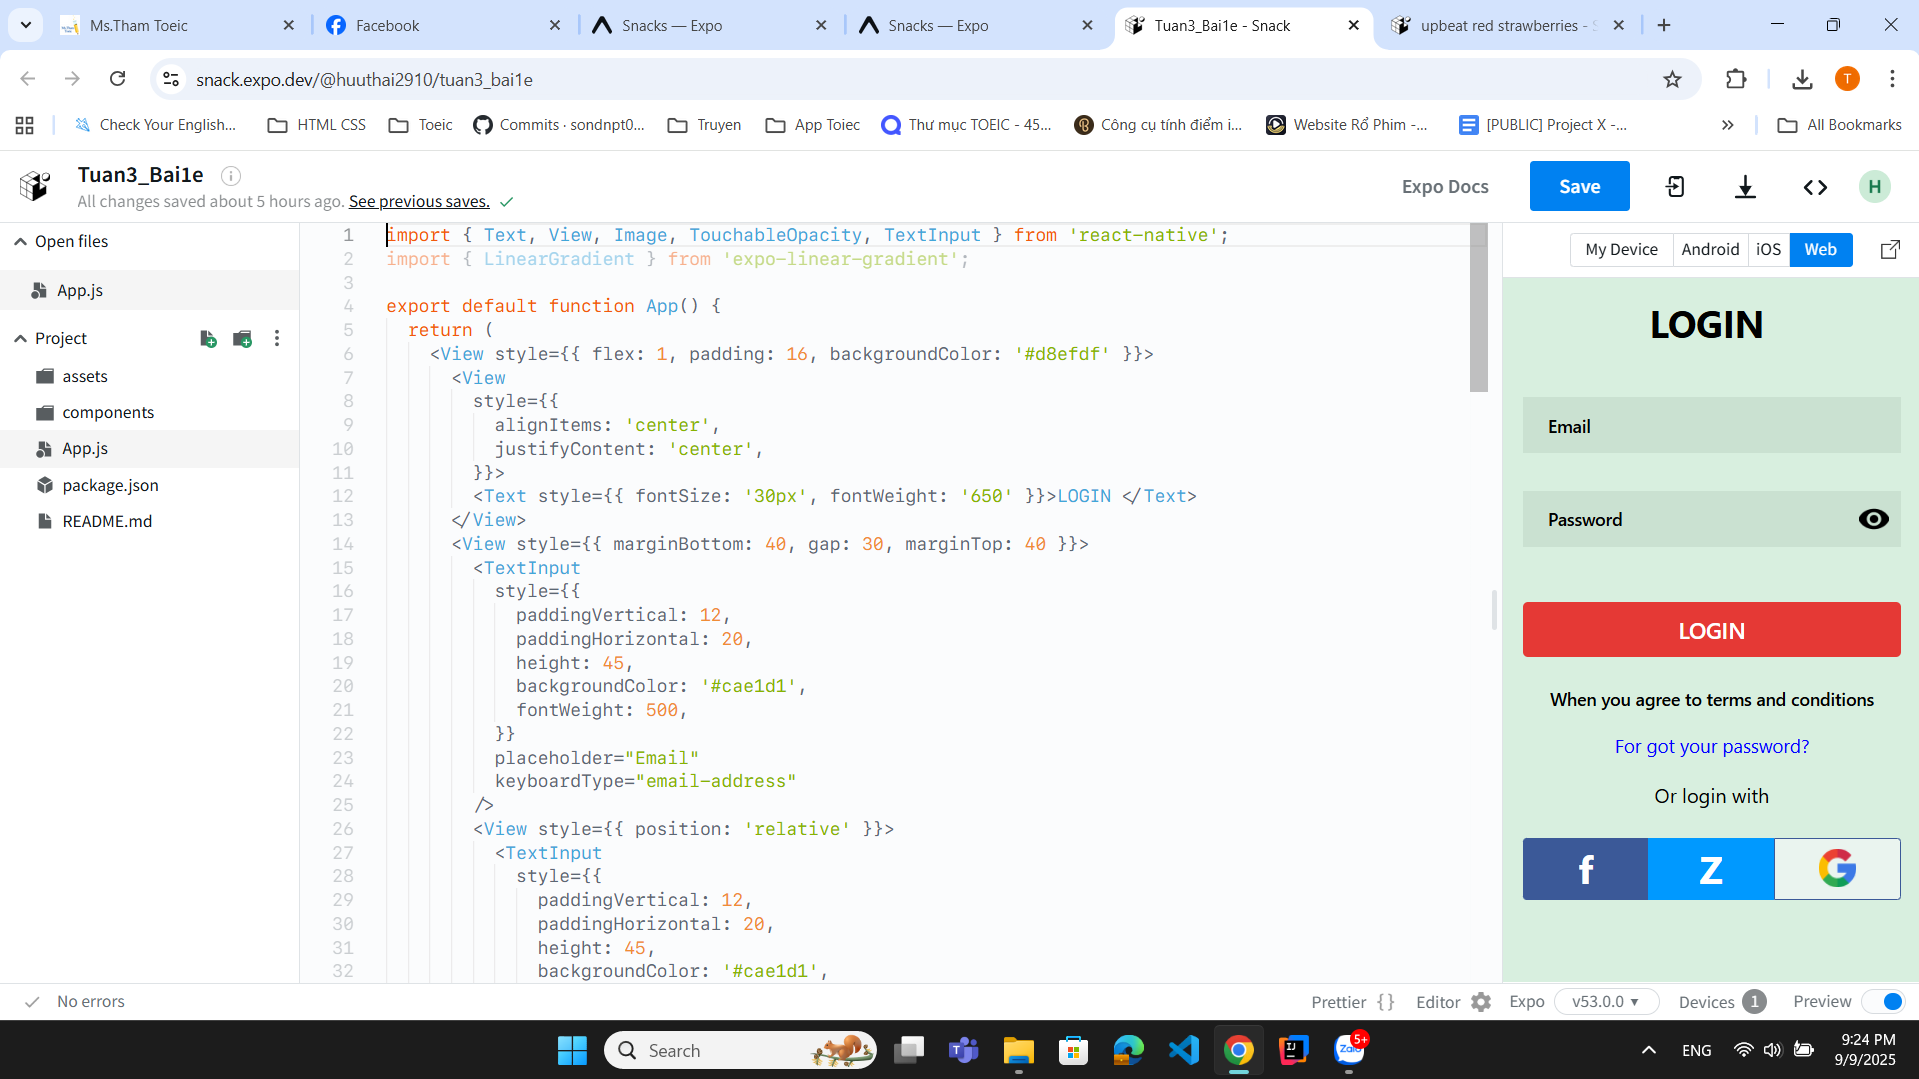 Ms.Tham Toeic
Facebook
Snacks — Expo
Snacks — Expo
Tuan3_Bai1e - Snack
upbeat red strawberries - S
snack.expo.dev/@huuthai2910/tuan3_bai1e
T
Check Your English...
HTML CSS
Toeic
Commits · sondnpt0...
Truyen
App Toiec
Thư mục TOEIC - 45...
Công cụ tính điểm i...
Website Rổ Phim -...
[PUBLIC] Project X -...
All Bookmarks
Tuan3_Bai1e
All changes saved about 5 hours ago. See previous saves.
Expo Docs
Save
H
Open files
App.js
Project
assets
components
App.js
package.json
README.md
1 import { Text, View, Image, TouchableOpacity, TextInput } from 'react-native';
2 import { LinearGradient } from 'expo-linear-gradient';
3
4 export default function App() {
5 return (
6 <View style={{ flex: 1, padding: 16, backgroundColor: '#d8efdf' }}>
7 <View
8 style={{
9 alignItems: 'center',
10 justifyContent: 'center',
11 }}>
12 <Text style={{ fontSize: '30px', fontWeight: '650' }}>LOGIN </Text>
13 </View>
14 <View style={{ marginBottom: 40, gap: 30, marginTop: 40 }}>
15 <TextInput
16 style={{
17 paddingVertical: 12,
18 paddingHorizontal: 20,
19 height: 45,
20 backgroundColor: '#cae1d1',
21 fontWeight: 500,
22 }}
23 placeholder="Email"
24 keyboardType="email-address"
25 />
26 <View style={{ position: 'relative' }}>
27 <TextInput
28 style={{
29 paddingVertical: 12,
30 paddingHorizontal: 20,
31 height: 45,
32 backgroundColor: '#cae1d1',
My Device
Android
iOS
Web
LOGIN
Email
Password
LOGIN
When you agree to terms and conditions
For got your password?
Or login with
f
Z
G
No errors
Prettier { }
Editor
Expo
v53.0.0
Devices 1
Preview
Search
Zalo
5+
ENG
9:24 PM
9/9/2025